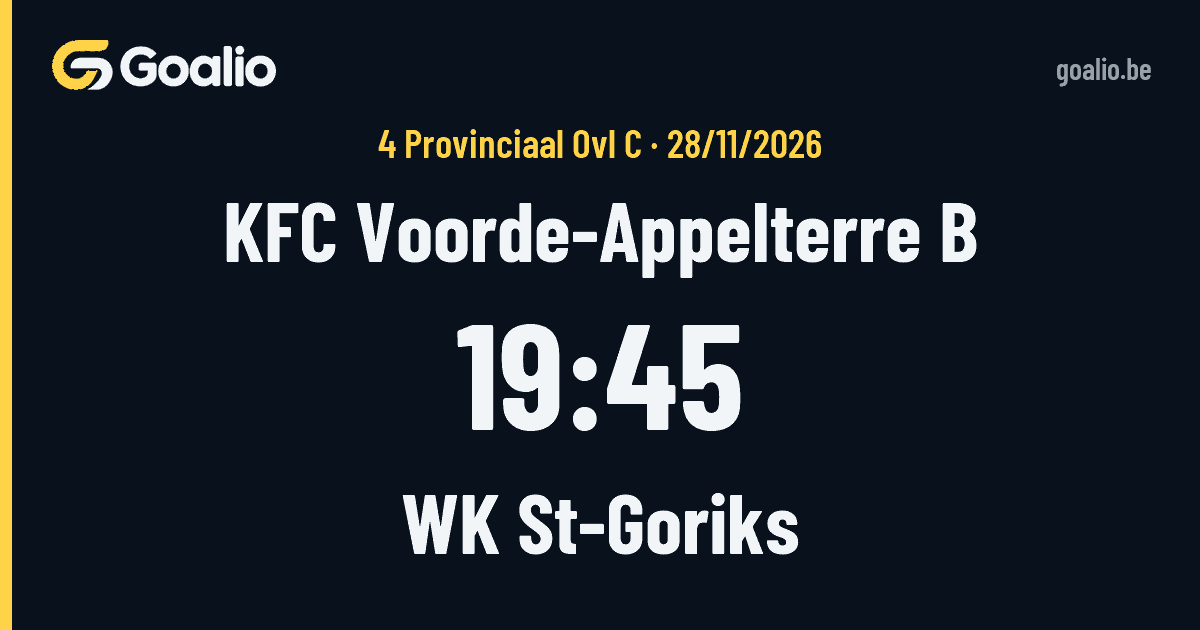 Goalio
goalio.be
4 Provinciaal Ovl C · 28/11/2026
KFC Voorde-Appelterre B
19:45
WK St-Goriks